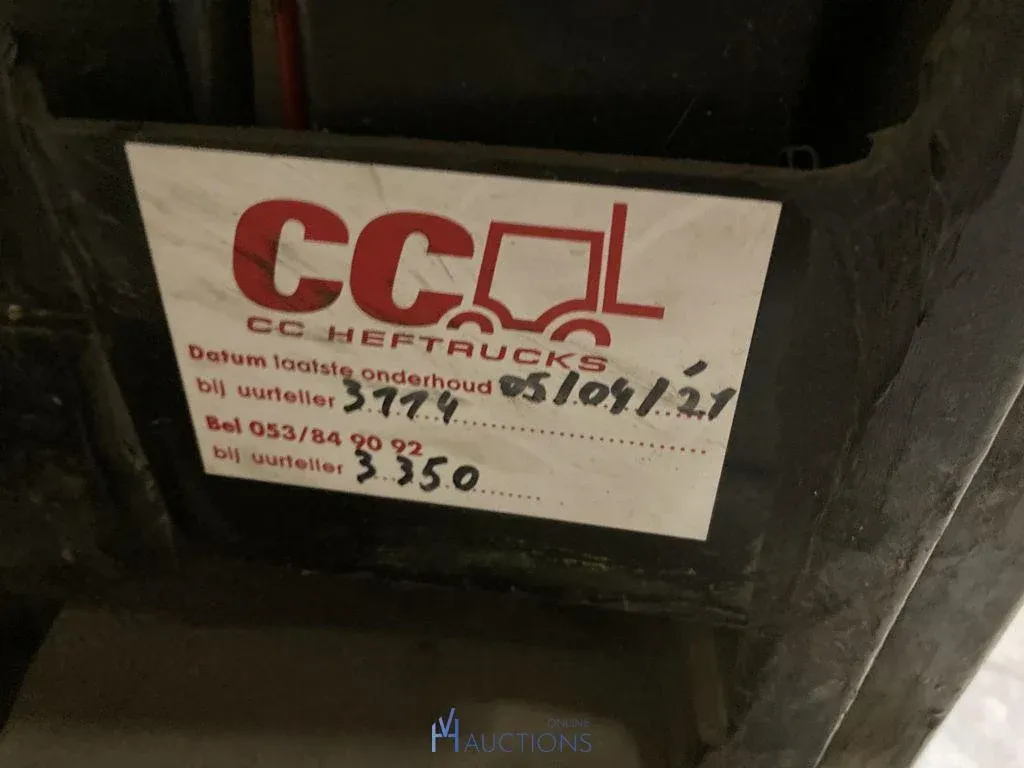 CC
CC HEFTRUCKS
Datum laatste onderhoud 05/04/21
bij uurteller 3114
Bel 053/84 90 92
bij uurteller 3350
VH ONLINE
AUCTIONS